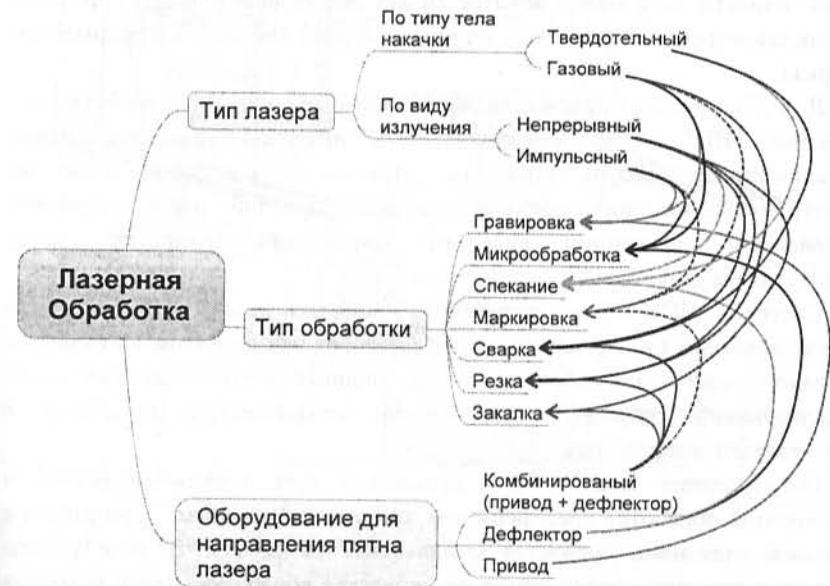 По типу тела
накачки
Твердотельный
Газовый
Тип лазера
По виду
излучения
Непрерывный
Импульсный
Гравировка
Микрообработка
Спекание
Маркировка
Сварка
Резка
Закалка
Лазерная
Обработка
Тип обработки
Комбинированый
(привод + дефлектор)
Дефлектор
Привод
Оборудование для
направления пятна
лазера